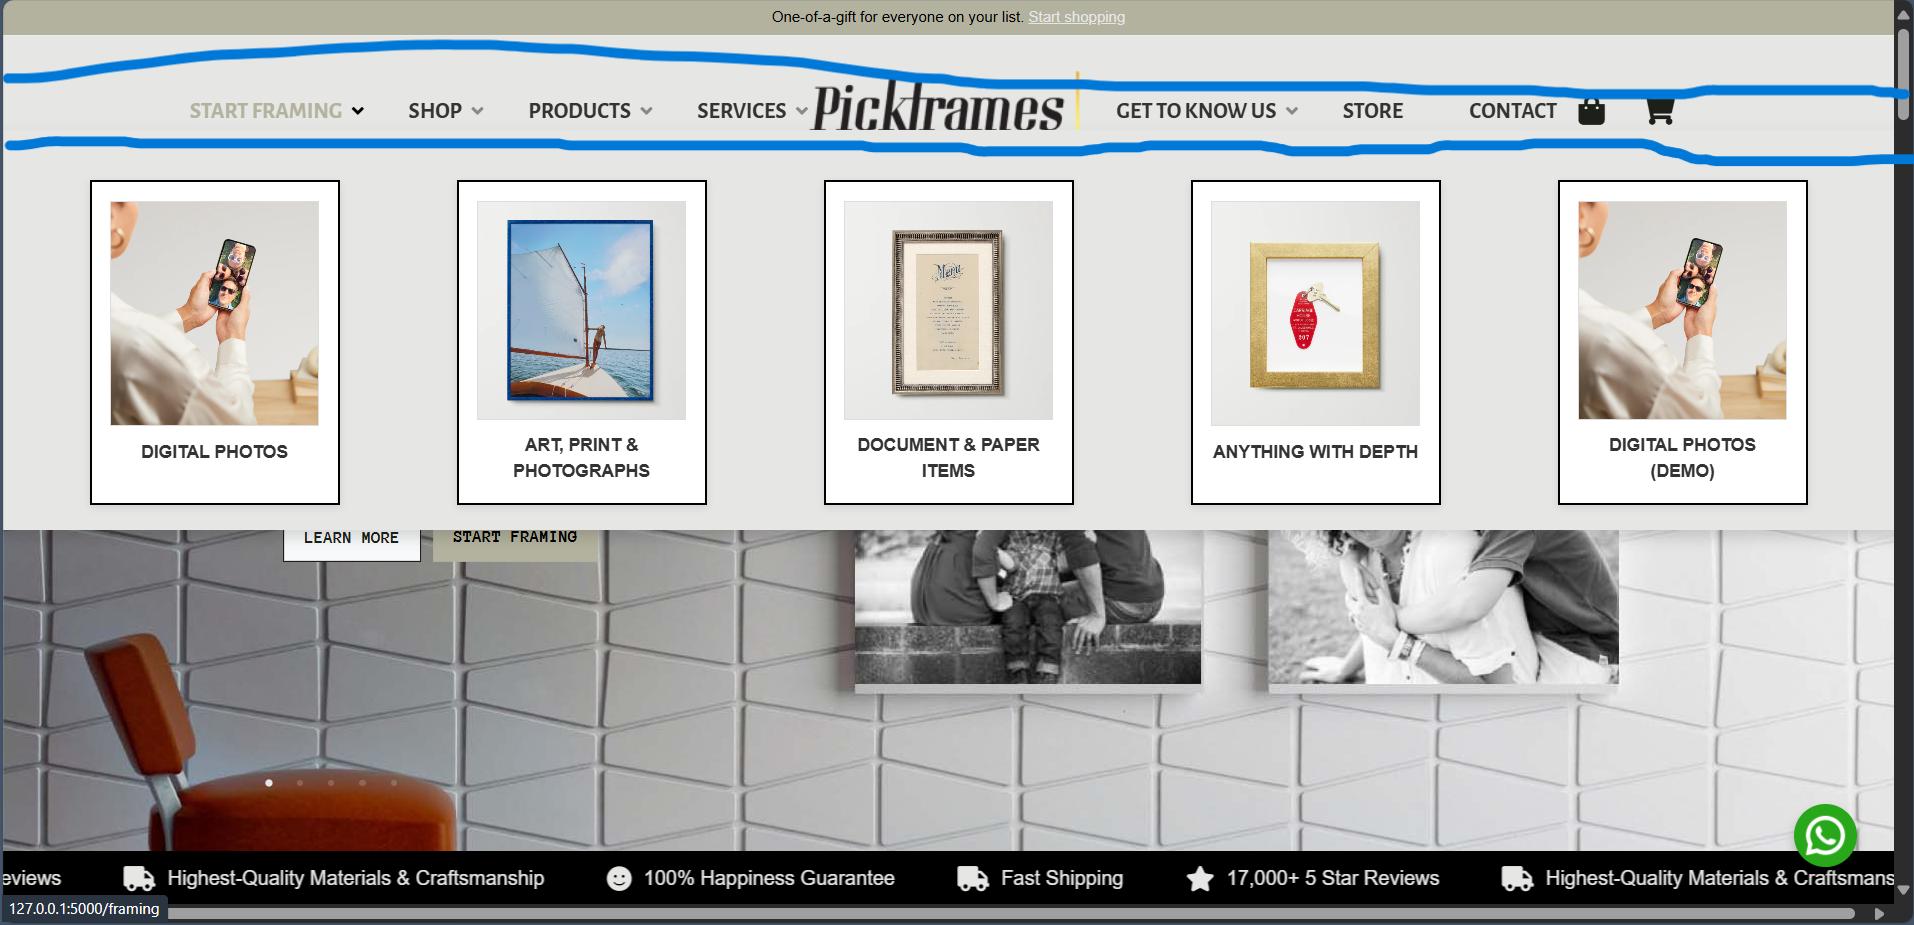 One-of-a-gift for everyone on your list. Start shopping
START FRAMING SHOP PRODUCTS SERVICES Pickframes GET TO KNOW US STORE CONTACT
Menu
207
DIGITAL PHOTOS
ART, PRINT &
PHOTOGRAPHS
DOCUMENT & PAPER
ITEMS
ANYTHING WITH DEPTH
DIGITAL PHOTOS
(DEMO)
LEARN MORE START FRAMING
eviews Highest-Quality Materials & Craftsmanship 100% Happiness Guarantee Fast Shipping 17,000+ 5 Star Reviews Highest-Quality Materials & Craftsmans
127.0.0.1:5000/framing